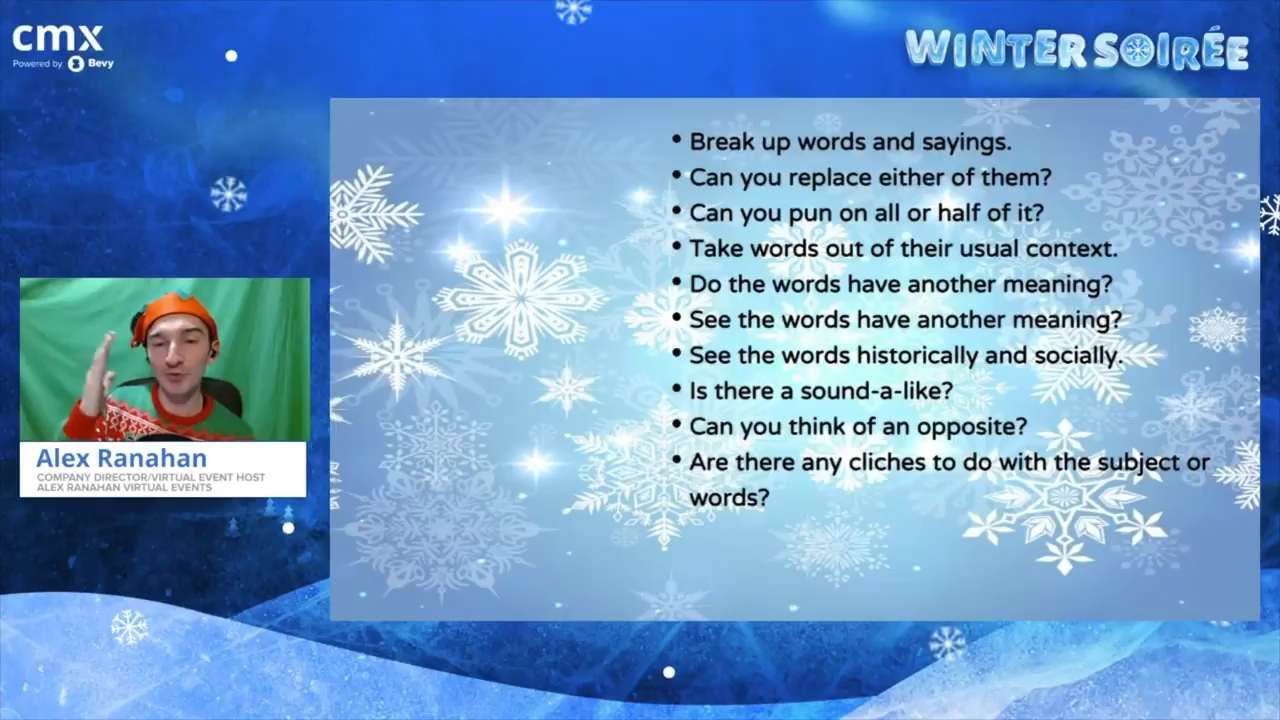 cmx
Powered by Bevy
WINTER SOIRÉE
• Break up words and sayings.
• Can you replace either of them?
• Can you pun on all or half of it?
• Take words out of their usual context.
• Do the words have another meaning?
• See the words have another meaning?
• See the words historically and socially.
• Is there a sound-a-like?
• Can you think of an opposite?
• Are there any cliches to do with the subject or
words?
Alex Ranahan
COMPANY DIRECTOR/VIRTUAL EVENT HOST
ALEX RANAHAN VIRTUAL EVENTS